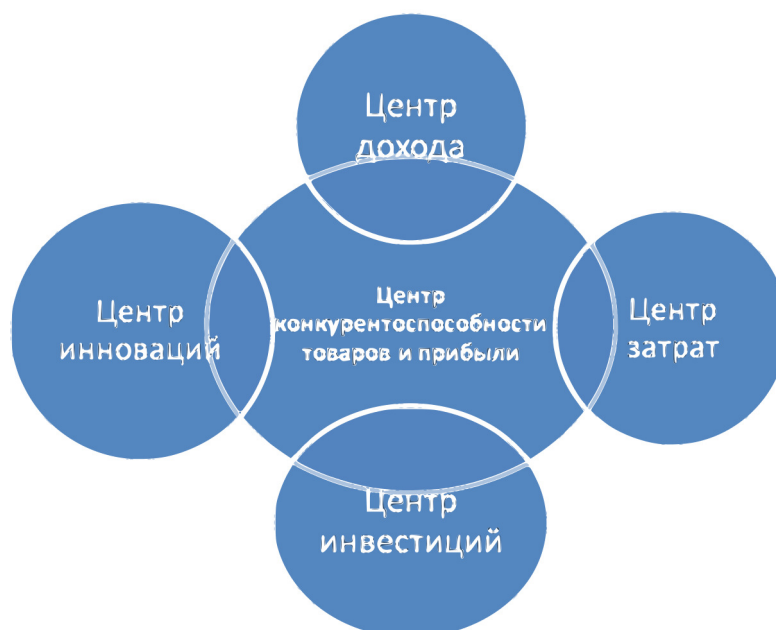 Центр
дохода
Центр
инноваций
Центр
конкурентоспособности
товаров и прибыли
Центр
затрат
Центр
инвестиций